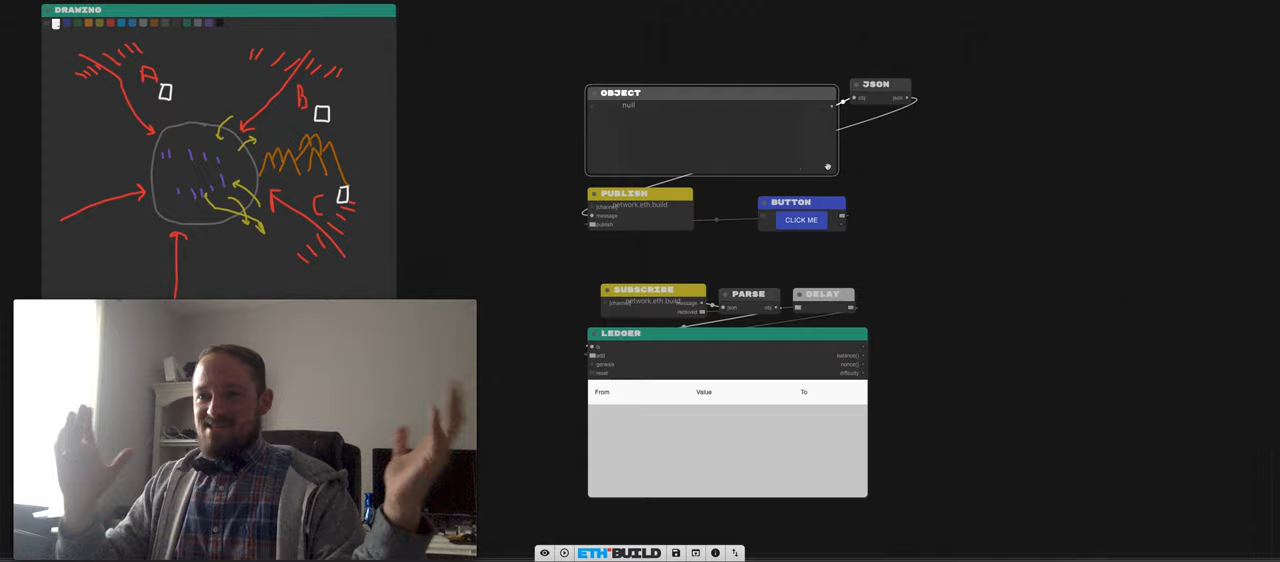 DRAWING
A
B
C
OBJECT
null
JSON
obj
json
PUBLISH
[channel]
network.eth.build
message
publish
BUTTON
CLICK ME
SUBSCRIBE
[channel]
network.eth.build
message
received
PARSE
json
obj
DELAY
LEDGER
tx
add
genesis
reset
balance()
nonce()
difficulty
From Value To
ETH BUILD